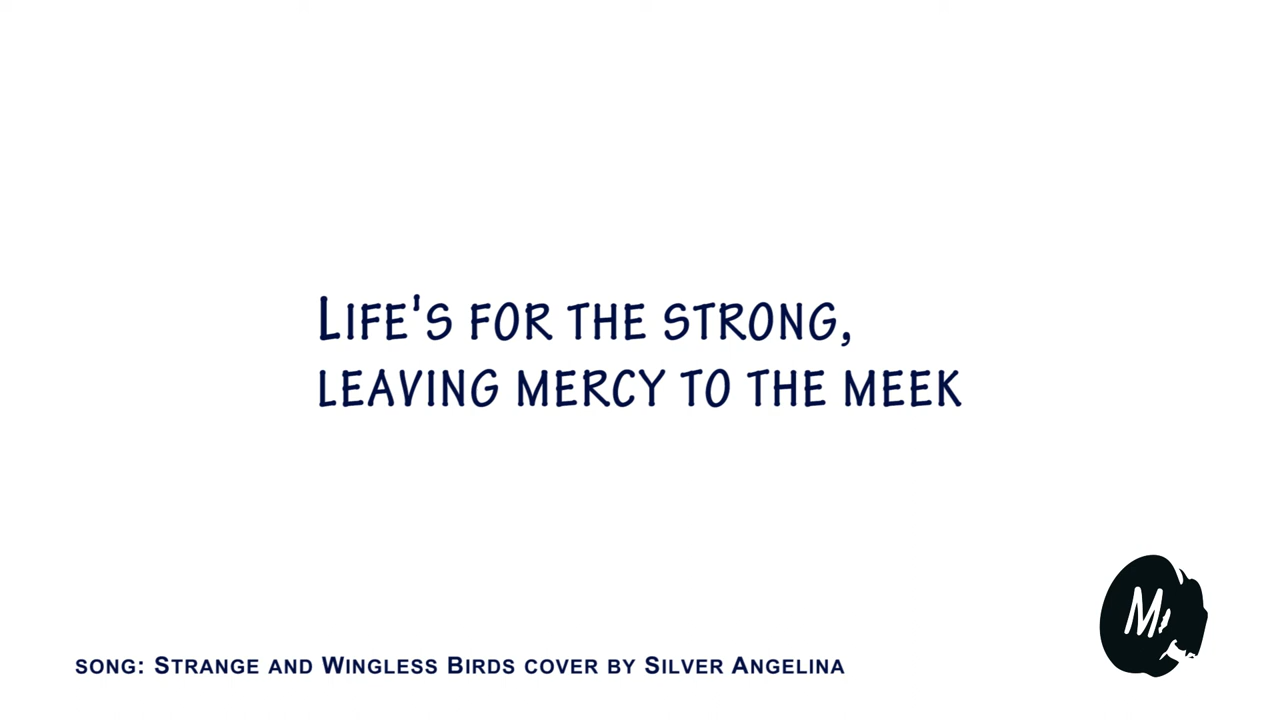 Life's for the strong,
leaving mercy to the meek
M
song: Strange and Wingless Birds cover by Silver Angelina